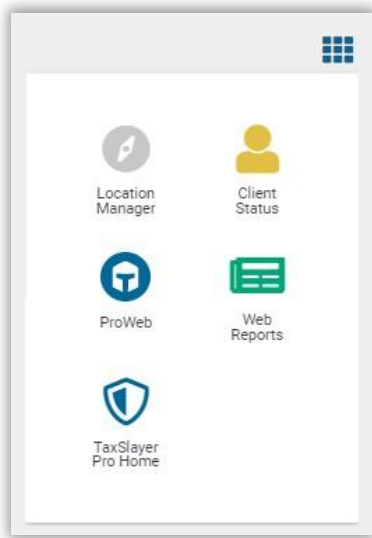 Location
Manager
Client
Status
ProWeb
Web
Reports
TaxSlayer
Pro Home